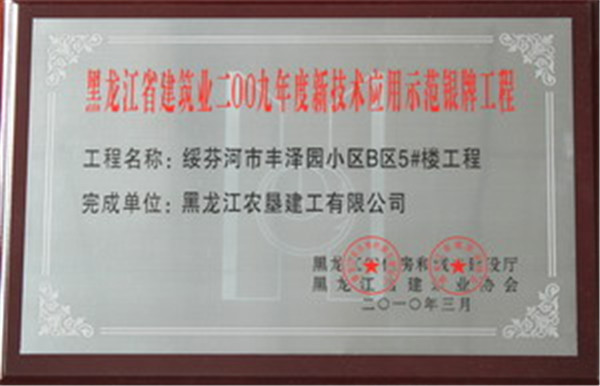 黑龙江省建筑业二00九年度新技术应用示范银牌工程
工程名称：绥芬河市丰泽园小区B区5#楼工程
完成单位：黑龙江农垦建工有限公司
黑龙江省住房和城乡建设厅
黑龙江省建筑业协会
二〇一〇年三月